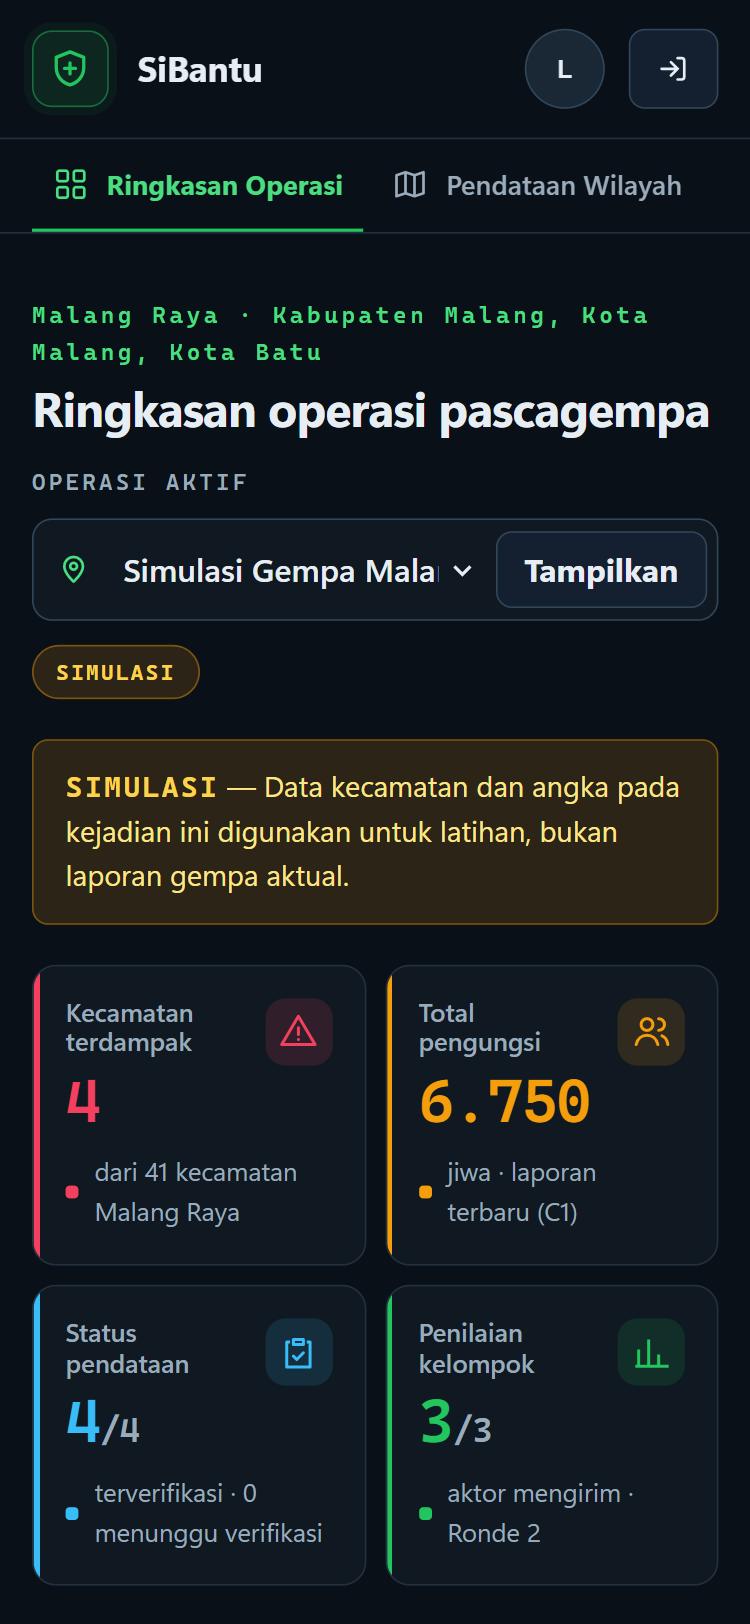 SiBantu
L
Ringkasan Operasi
Pendataan Wilayah
Malang Raya · Kabupaten Malang, Kota
Malang, Kota Batu
Ringkasan operasi pascagempa
OPERASI AKTIF
Simulasi Gempa Mala
Tampilkan
SIMULASI
SIMULASI — Data kecamatan dan angka pada
kejadian ini digunakan untuk latihan, bukan
laporan gempa aktual.
Kecamatan
terdampak
4
dari 41 kecamatan
Malang Raya
Total
pengungsi
6.750
jiwa · laporan
terbaru (C1)
Status
pendataan
4/4
terverifikasi · 0
menunggu verifikasi
Penilaian
kelompok
3/3
aktor mengirim ·
Ronde 2